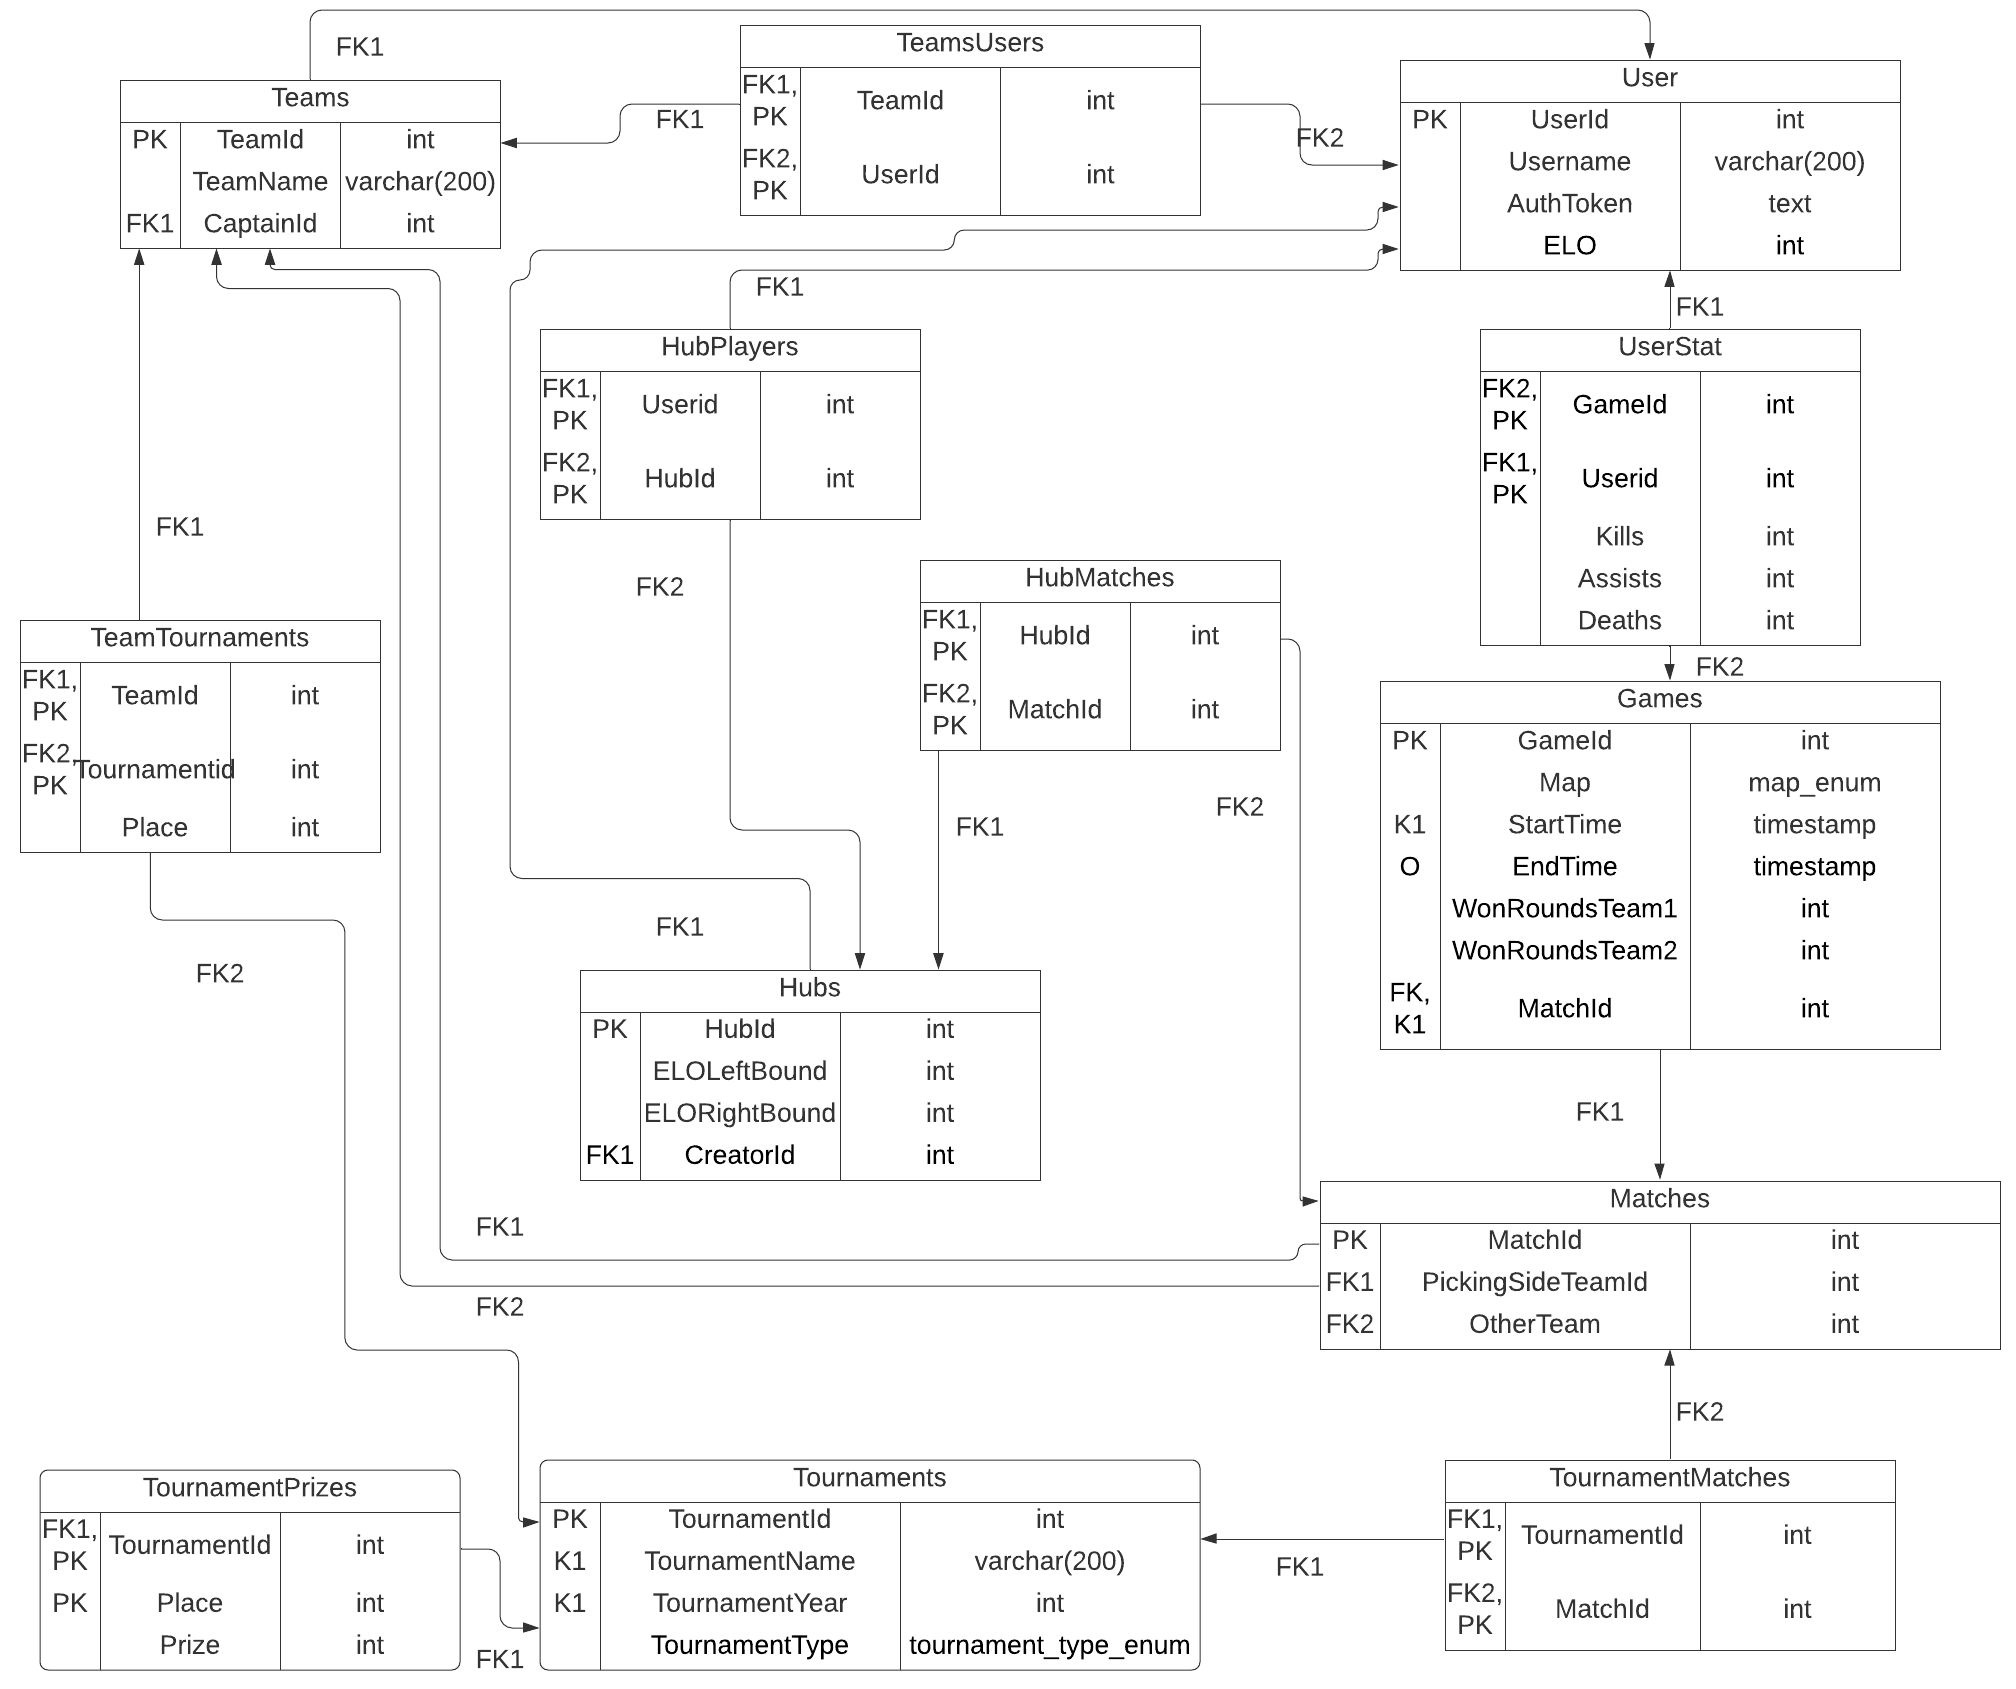 FK1
TeamsUsers
FK1, PK TeamId int
FK2, PK UserId int
User
PK UserId int
Username varchar(200)
AuthToken text
ELO int
Teams
PK TeamId int
TeamName varchar(200)
FK1 CaptainId int
FK1
FK2
FK1
FK1
HubPlayers
FK1, PK Userid int
FK2, PK HubId int
UserStat
FK2, PK GameId int
FK1, PK Userid int
Kills int
Assists int
Deaths int
FK1
FK2
HubMatches
FK1, PK HubId int
FK2, PK MatchId int
TeamTournaments
FK1, PK TeamId int
FK2, PK Tournamentid int
Place int
FK2
Games
PK GameId int
Map map_enum
K1 StartTime timestamp
O EndTime timestamp
WonRoundsTeam1 int
WonRoundsTeam2 int
FK, K1 MatchId int
FK2
FK1
FK1
FK2
Hubs
PK HubId int
ELOLeftBound int
ELORightBound int
FK1 CreatorId int
FK1
FK1
FK2
Matches
PK MatchId int
FK1 PickingSideTeamId int
FK2 OtherTeam int
FK2
TournamentPrizes
FK1, PK TournamentId int
PK Place int
Prize int
FK1
Tournaments
PK TournamentId int
K1 TournamentName varchar(200)
K1 TournamentYear int
TournamentType tournament_type_enum
FK1
TournamentMatches
FK1, PK TournamentId int
FK2, PK MatchId int